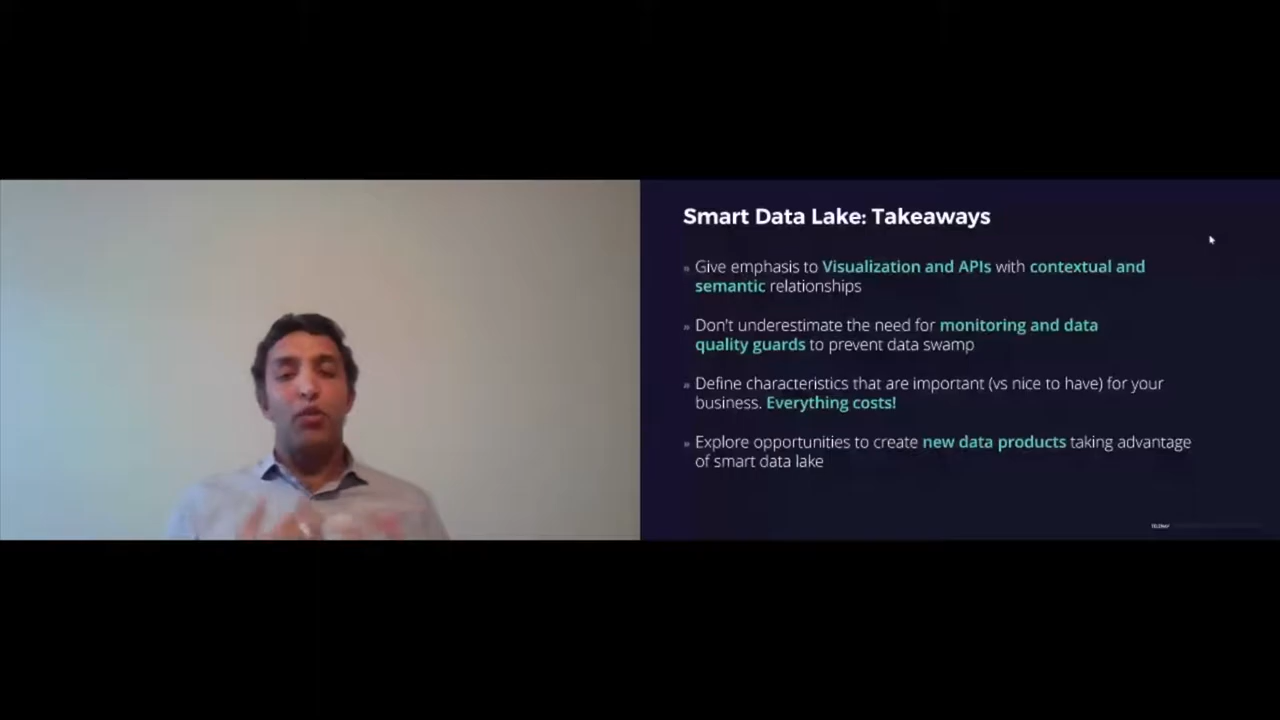 Smart Data Lake: Takeaways
» Give emphasis to Visualization and APIs with contextual and
semantic relationships
» Don't underestimate the need for monitoring and data
quality guards to prevent data swamp
» Define characteristics that are important (vs nice to have) for your
business. Everything costs!
» Explore opportunities to create new data products taking advantage
of smart data lake